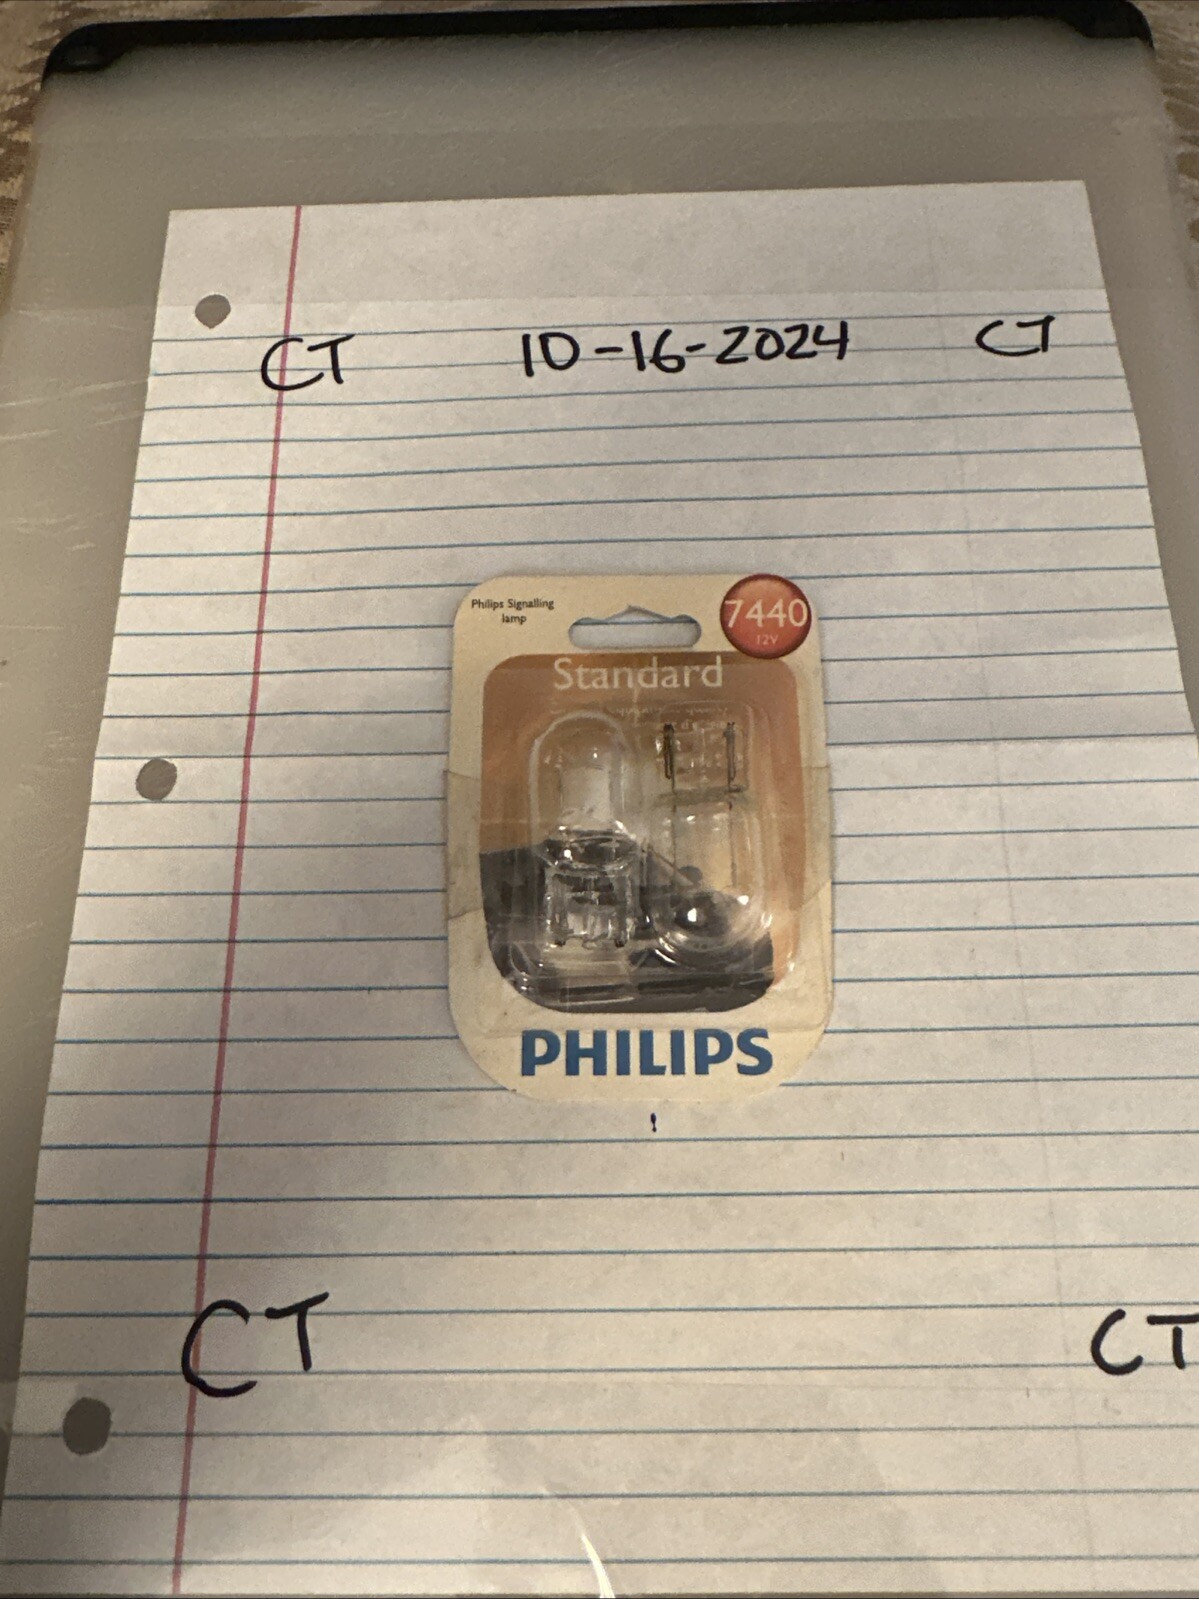 CT 10-16-2024 CT
Philips Signalling
lamp
7440
12V
Standard
PHILIPS
!
CT CT